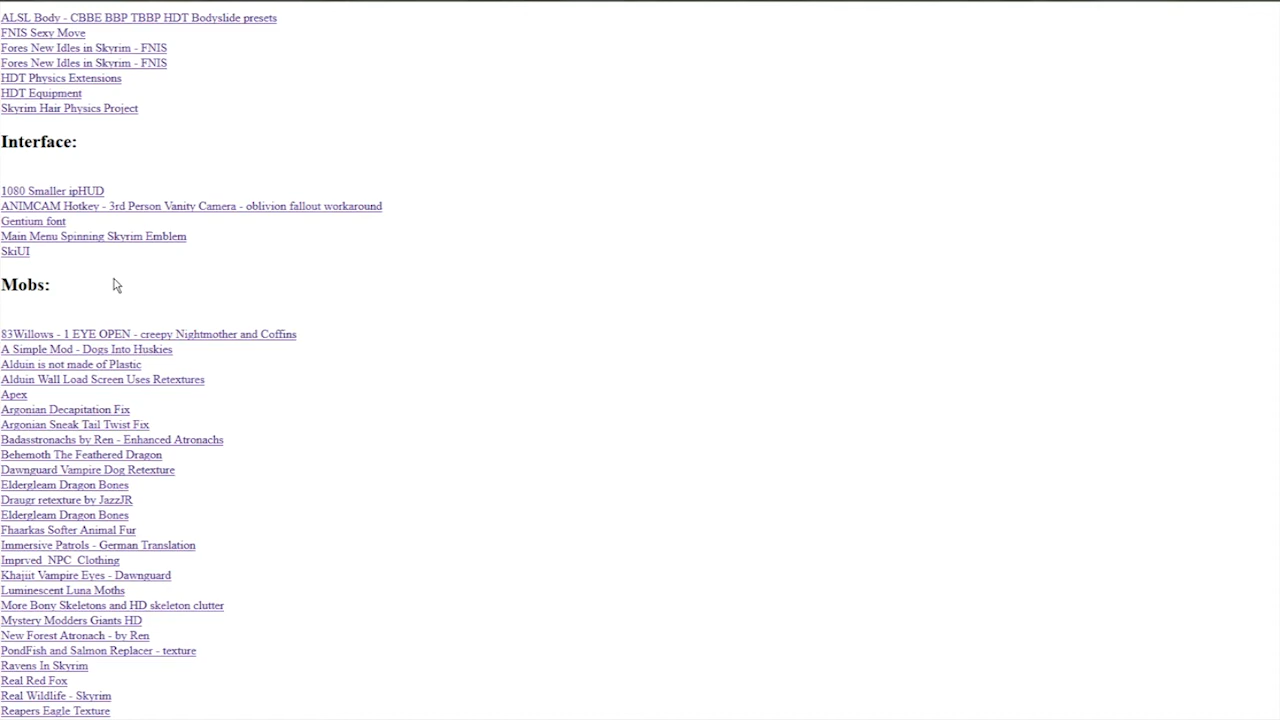 ALSL Body - CBBE BBP TBBP HDT Bodyslide presets
FNIS Sexy Move
Fores New Idles in Skyrim - FNIS
Fores New Idles in Skyrim - FNIS
HDT Physics Extensions
HDT Equipment
Skyrim Hair Physics Project
Interface:
1080 Smaller ipHUD
ANIMCAM Hotkey - 3rd Person Vanity Camera - oblivion fallout workaround
Gentium font
Main Menu Spinning Skyrim Emblem
SkiUI
Mobs:
83Willows - 1 EYE OPEN - creepy Nightmother and Coffins
A Simple Mod - Dogs Into Huskies
Alduin is not made of Plastic
Alduin Wall Load Screen Uses Retextures
Apex
Argonian Decapitation Fix
Argonian Sneak Tail Twist Fix
Badasstronachs by Ren - Enhanced Atronachs
Behemoth The Feathered Dragon
Dawnguard Vampire Dog Retexture
Eldergleam Dragon Bones
Draugr retexture by JazzJR
Eldergleam Dragon Bones
Fhaarkas Softer Animal Fur
Immersive Patrols - German Translation
Imprved_NPC_Clothing
Khajiit Vampire Eyes - Dawnguard
Luminescent Luna Moths
More Bony Skeletons and HD skeleton clutter
Mystery Modders Giants HD
New Forest Atronach - by Ren
PondFish and Salmon Replacer - texture
Ravens In Skyrim
Real Red Fox
Real Wildlife - Skyrim
Reapers Eagle Texture